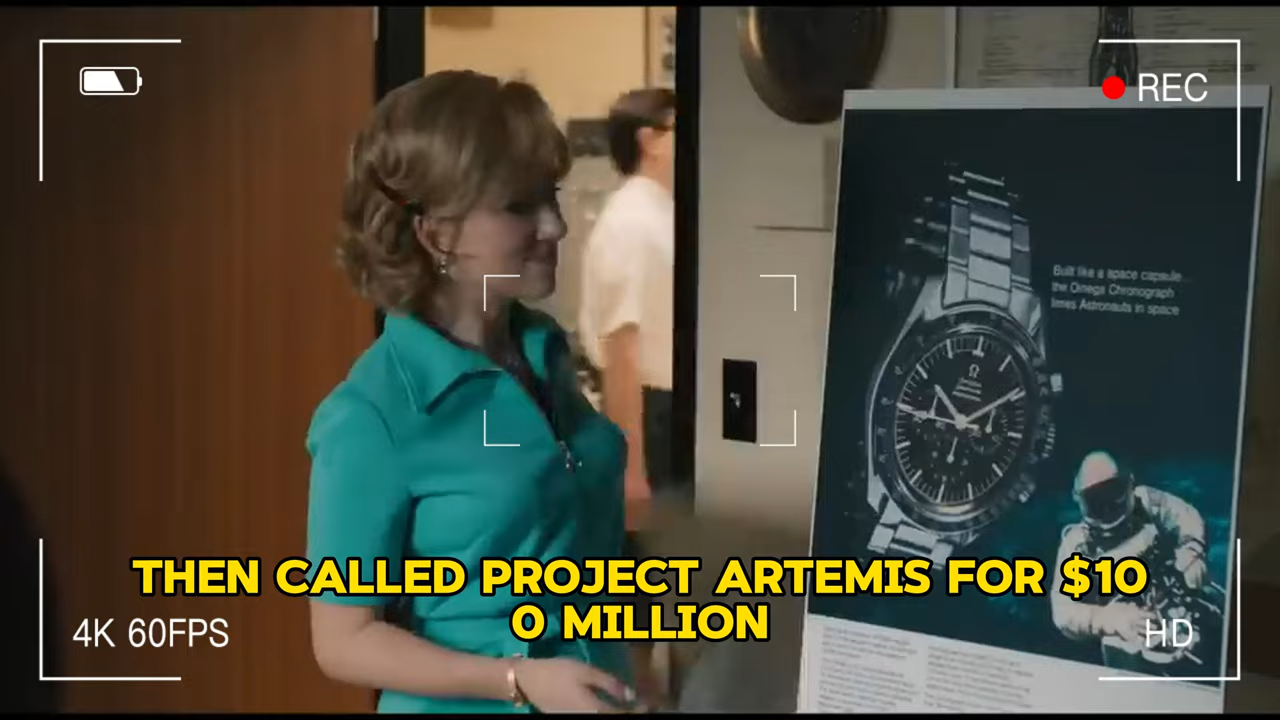 REC
Built like a space capsule
the Omega Chronograph
times Astronauts in space
THEN CALLED PROJECT ARTEMIS FOR $10
0 MILLION
4K 60FPS
HD